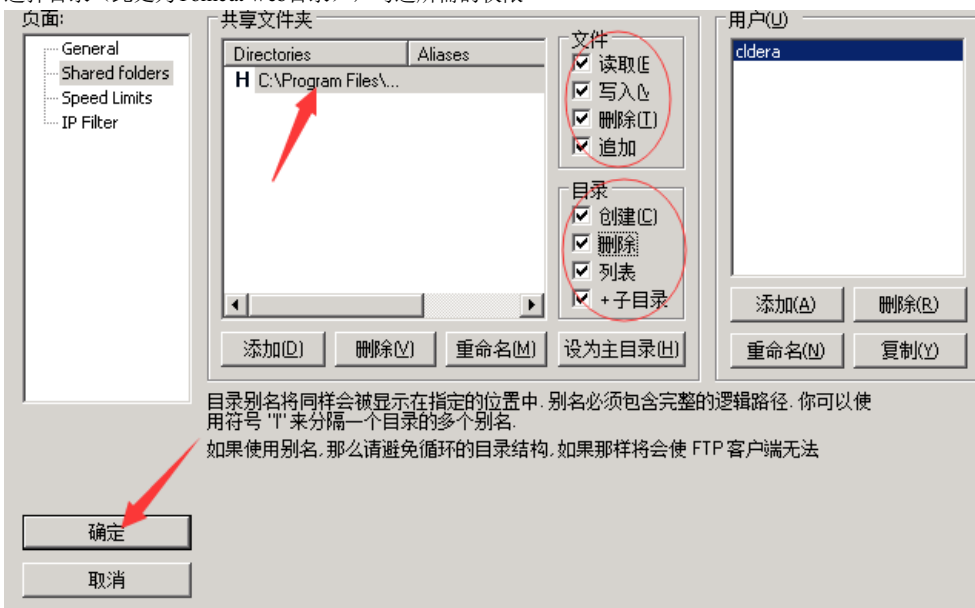 页面:
General
Shared folders
Speed Limits
IP Filter
共享文件夹
Directories Aliases
H C:\Program Files\...
文件
读取(E
写入(\
删除(T)
追加
目录
创建(C)
删除
列表
+子目录
添加(D) 删除(V) 重命名(M) 设为主目录(H)
用户(U)
cldera
添加(A) 删除(R)
重命名(N) 复制(Y)
目录别名将同样会被显示在指定的位置中.别名必须包含完整的逻辑路径.你可以使
用符号 "|" 来分隔一个目录的多个别名.
如果使用别名,那么请避免循环的目录结构,如果那样将会使 FTP 客户端无法
确定
取消